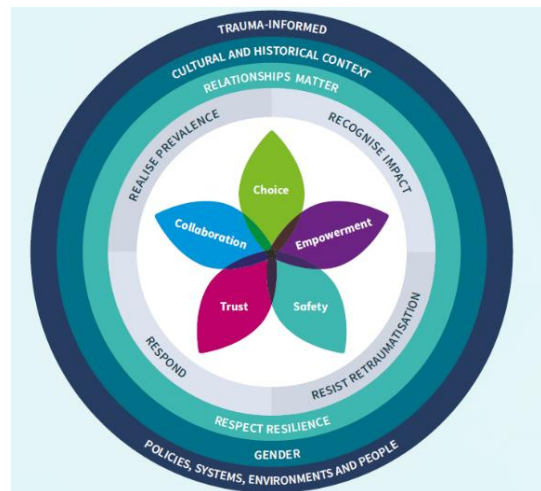 TRAUMA-INFORMED
CULTURAL AND HISTORICAL CONTEXT
RELATIONSHIPS MATTER
REALISE PREVALENCE
RECOGNISE IMPACT
Choice
Collaboration
Empowerment
Trust
Safety
RESPOND
RESIST RETRAUMATISATION
RESPECT RESILIENCE
GENDER
POLICIES, SYSTEMS, ENVIRONMENTS AND PEOPLE